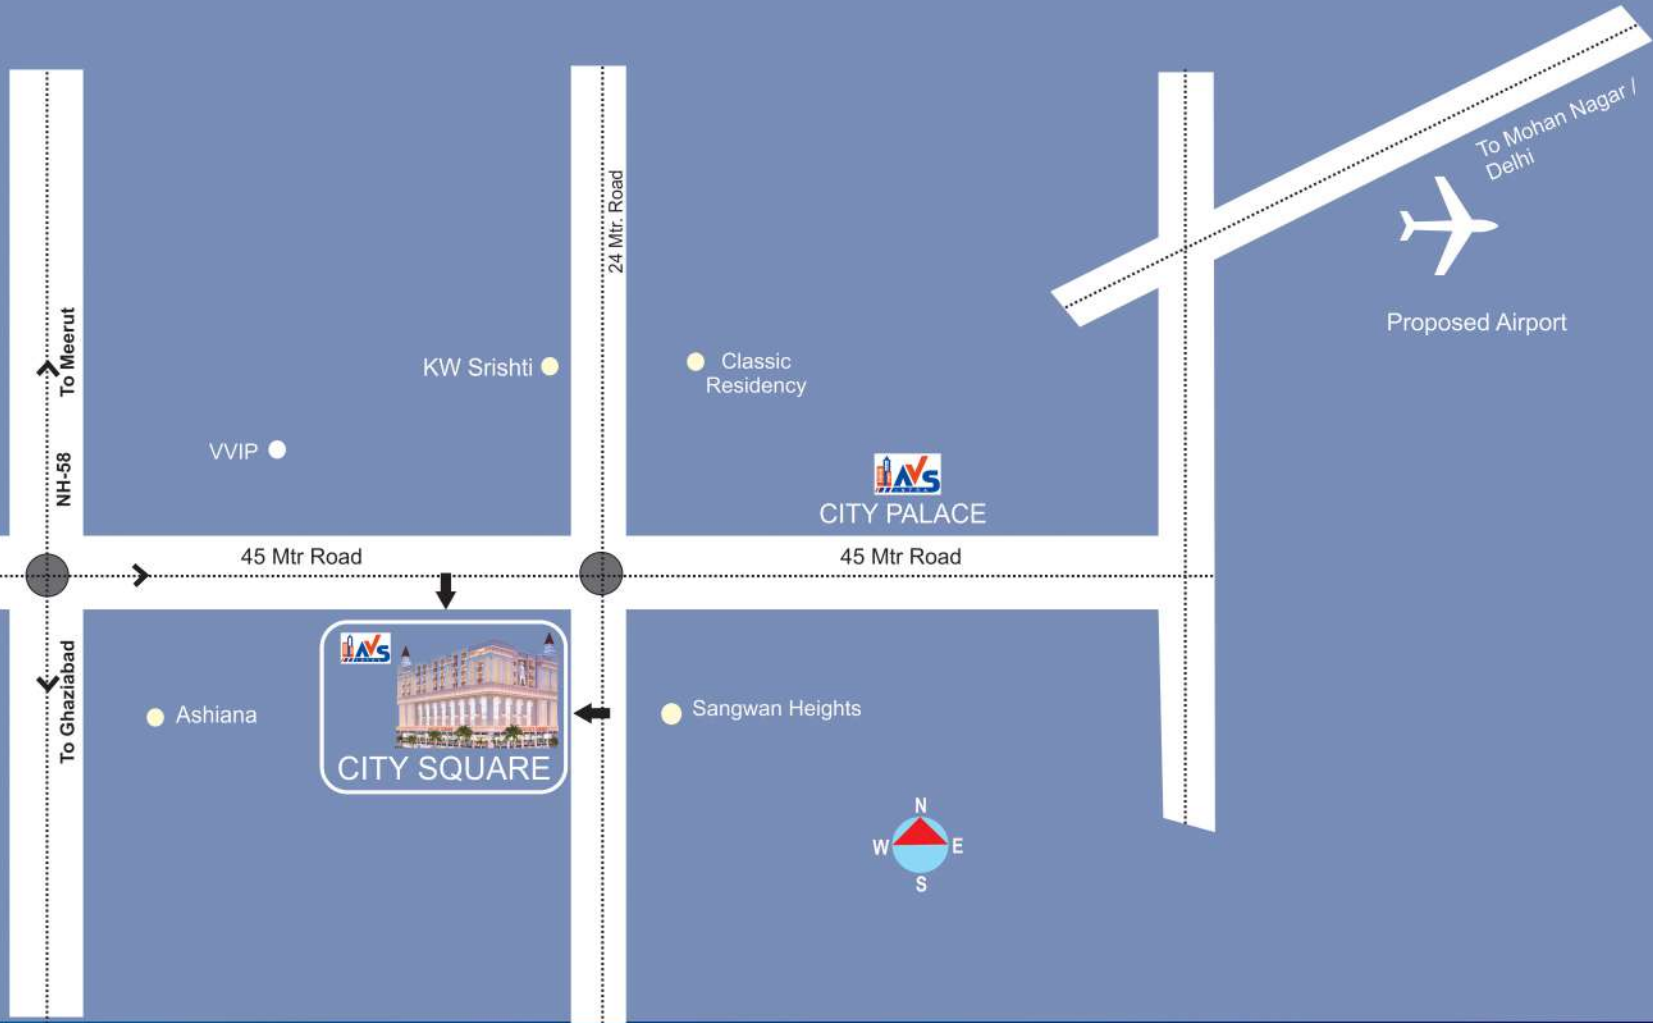 To Mohan Nagar /
Delhi
24 Mtr. Road
Proposed Airport
To Meerut
KW Srishti
Classic
Residency
VVIP
NH-58
AVS
CITY PALACE
45 Mtr Road
45 Mtr Road
AVS
To Ghaziabad
Ashiana
Sangwan Heights
CITY SQUARE
N
W
E
S